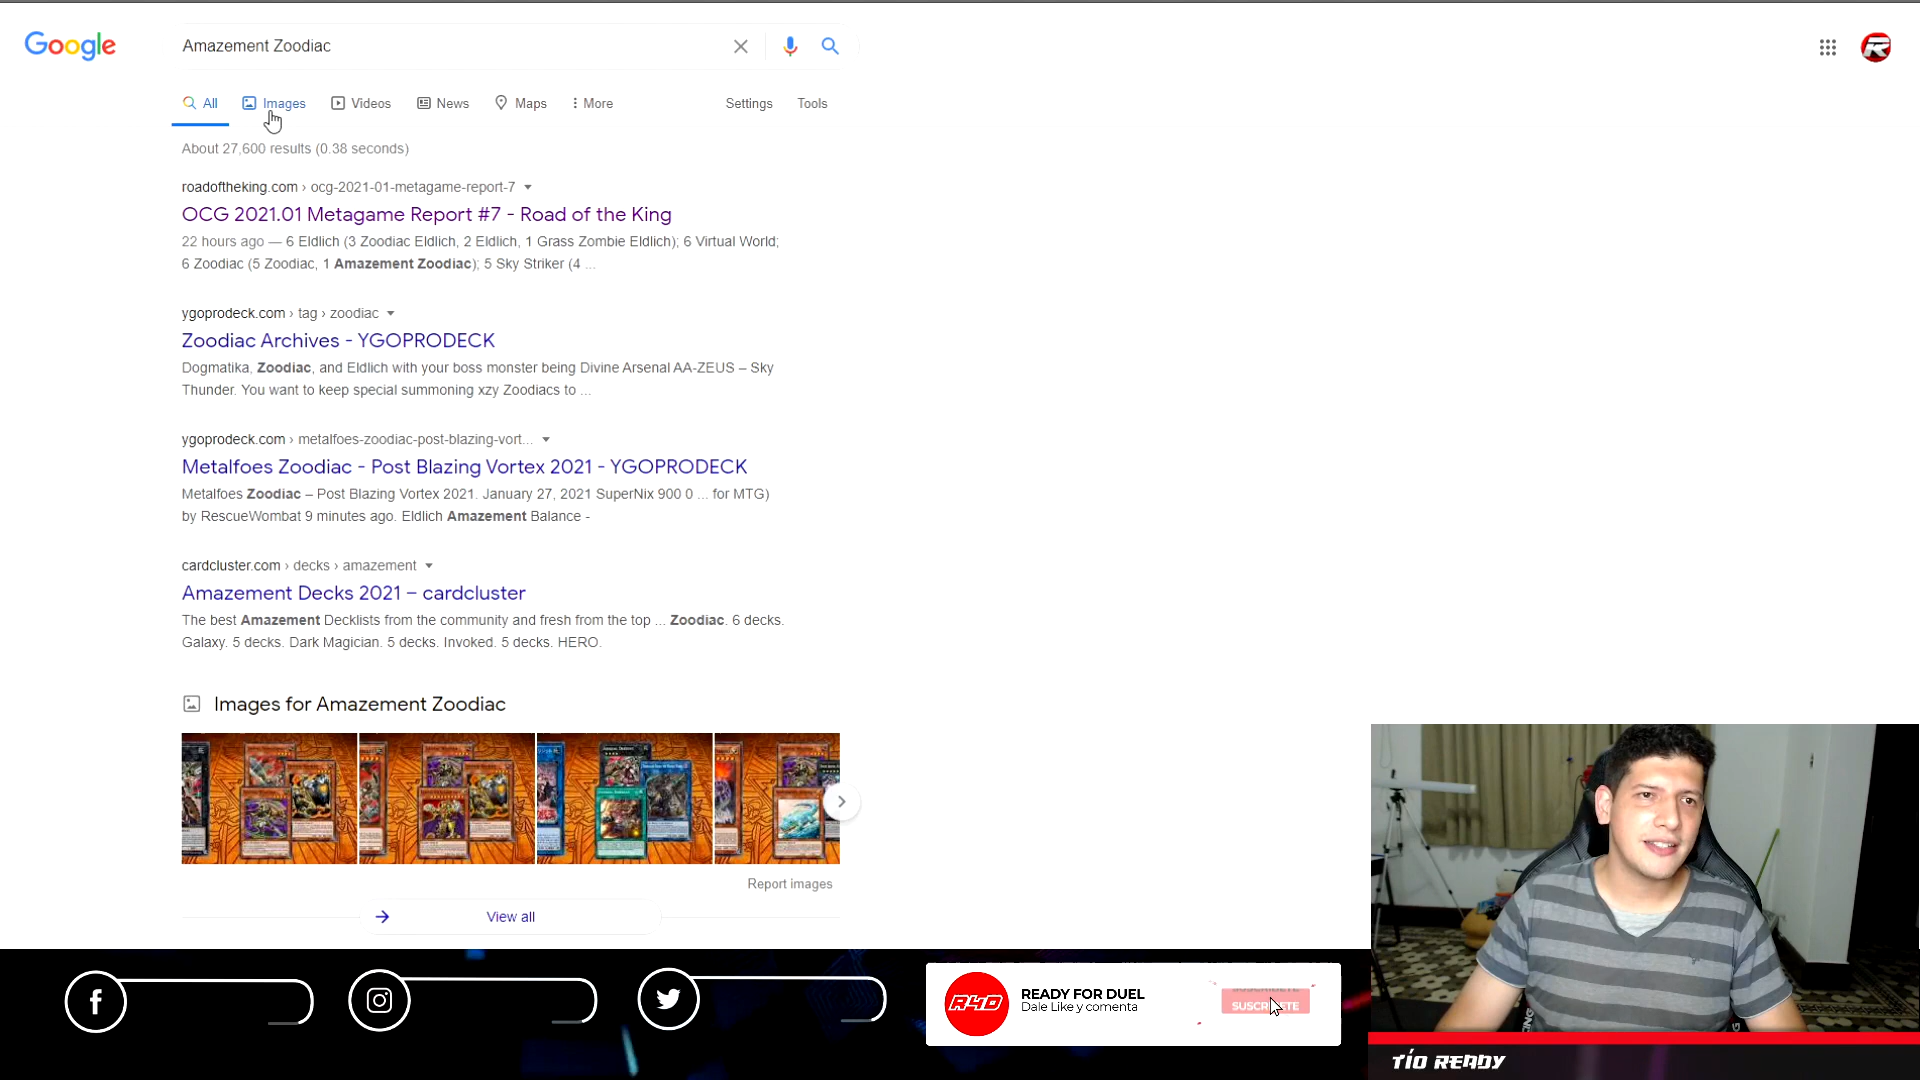 Google
Amazement Zoodiac
All
Images
Videos
News
Maps
More
Settings
Tools
About 27,600 results (0.38 seconds)
roadoftheking.com › ocg-2021-01-metagame-report-7
OCG 2021.01 Metagame Report #7 - Road of the King
22 hours ago — 6 Eldlich (3 Zoodiac Eldlich, 2 Eldlich, 1 Grass Zombie Eldlich); 6 Virtual World;
6 Zoodiac (5 Zoodiac, 1 Amazement Zoodiac); 5 Sky Striker (4 ...
ygoprodeck.com › tag › zoodiac
Zoodiac Archives - YGOPRODECK
Dogmatika, Zoodiac, and Eldlich with your boss monster being Divine Arsenal AA-ZEUS – Sky
Thunder. You want to keep special summoning xzy Zoodiacs to ...
ygoprodeck.com › metalfoes-zoodiac-post-blazing-vort...
Metalfoes Zoodiac - Post Blazing Vortex 2021 - YGOPRODECK
Metalfoes Zoodiac – Post Blazing Vortex 2021. January 27, 2021 SuperNix 900 0 ... for MTG)
by RescueWombat 9 minutes ago. Eldlich Amazement Balance -
cardcluster.com › decks › amazement
Amazement Decks 2021 – cardcluster
The best Amazement Decklists from the community and fresh from the top ... Zoodiac. 6 decks.
Galaxy. 5 decks. Dark Magician. 5 decks. Invoked. 5 decks. HERO.
Images for Amazement Zoodiac
Report images
View all
R4D
READY FOR DUEL
Dale Like y comenta
SUSCRIBETE
SUSCRIBETE
TÍO READY